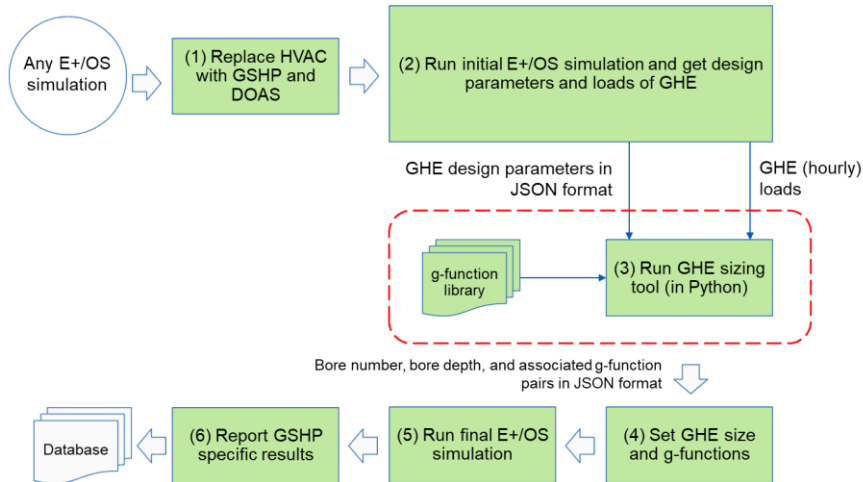 Any E+/OS
simulation
(1) Replace HVAC
with GSHP and
DOAS
(2) Run initial E+/OS simulation and get design
parameters and loads of GHE
GHE design parameters in
JSON format
GHE (hourly)
loads
g-function
library
(3) Run GHE sizing
tool (in Python)
Bore number, bore depth, and associated g-function
pairs in JSON format
(4) Set GHE size
and g-functions
(5) Run final E+/OS
simulation
(6) Report GSHP
specific results
Database